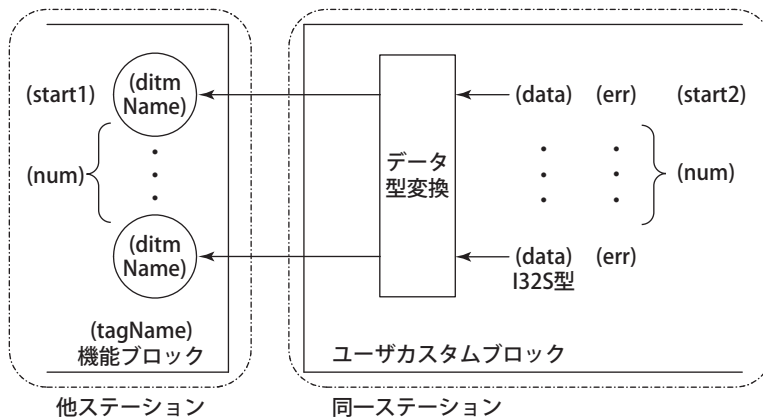 (start1)
(ditm
Name)
(data)
(err)
(start2)
(num)
データ
型変換
(num)
(ditm
Name)
(data)
(err)
I32S型
(tagName)
機能ブロック
ユーザカスタムブロック
他ステーション
同一ステーション